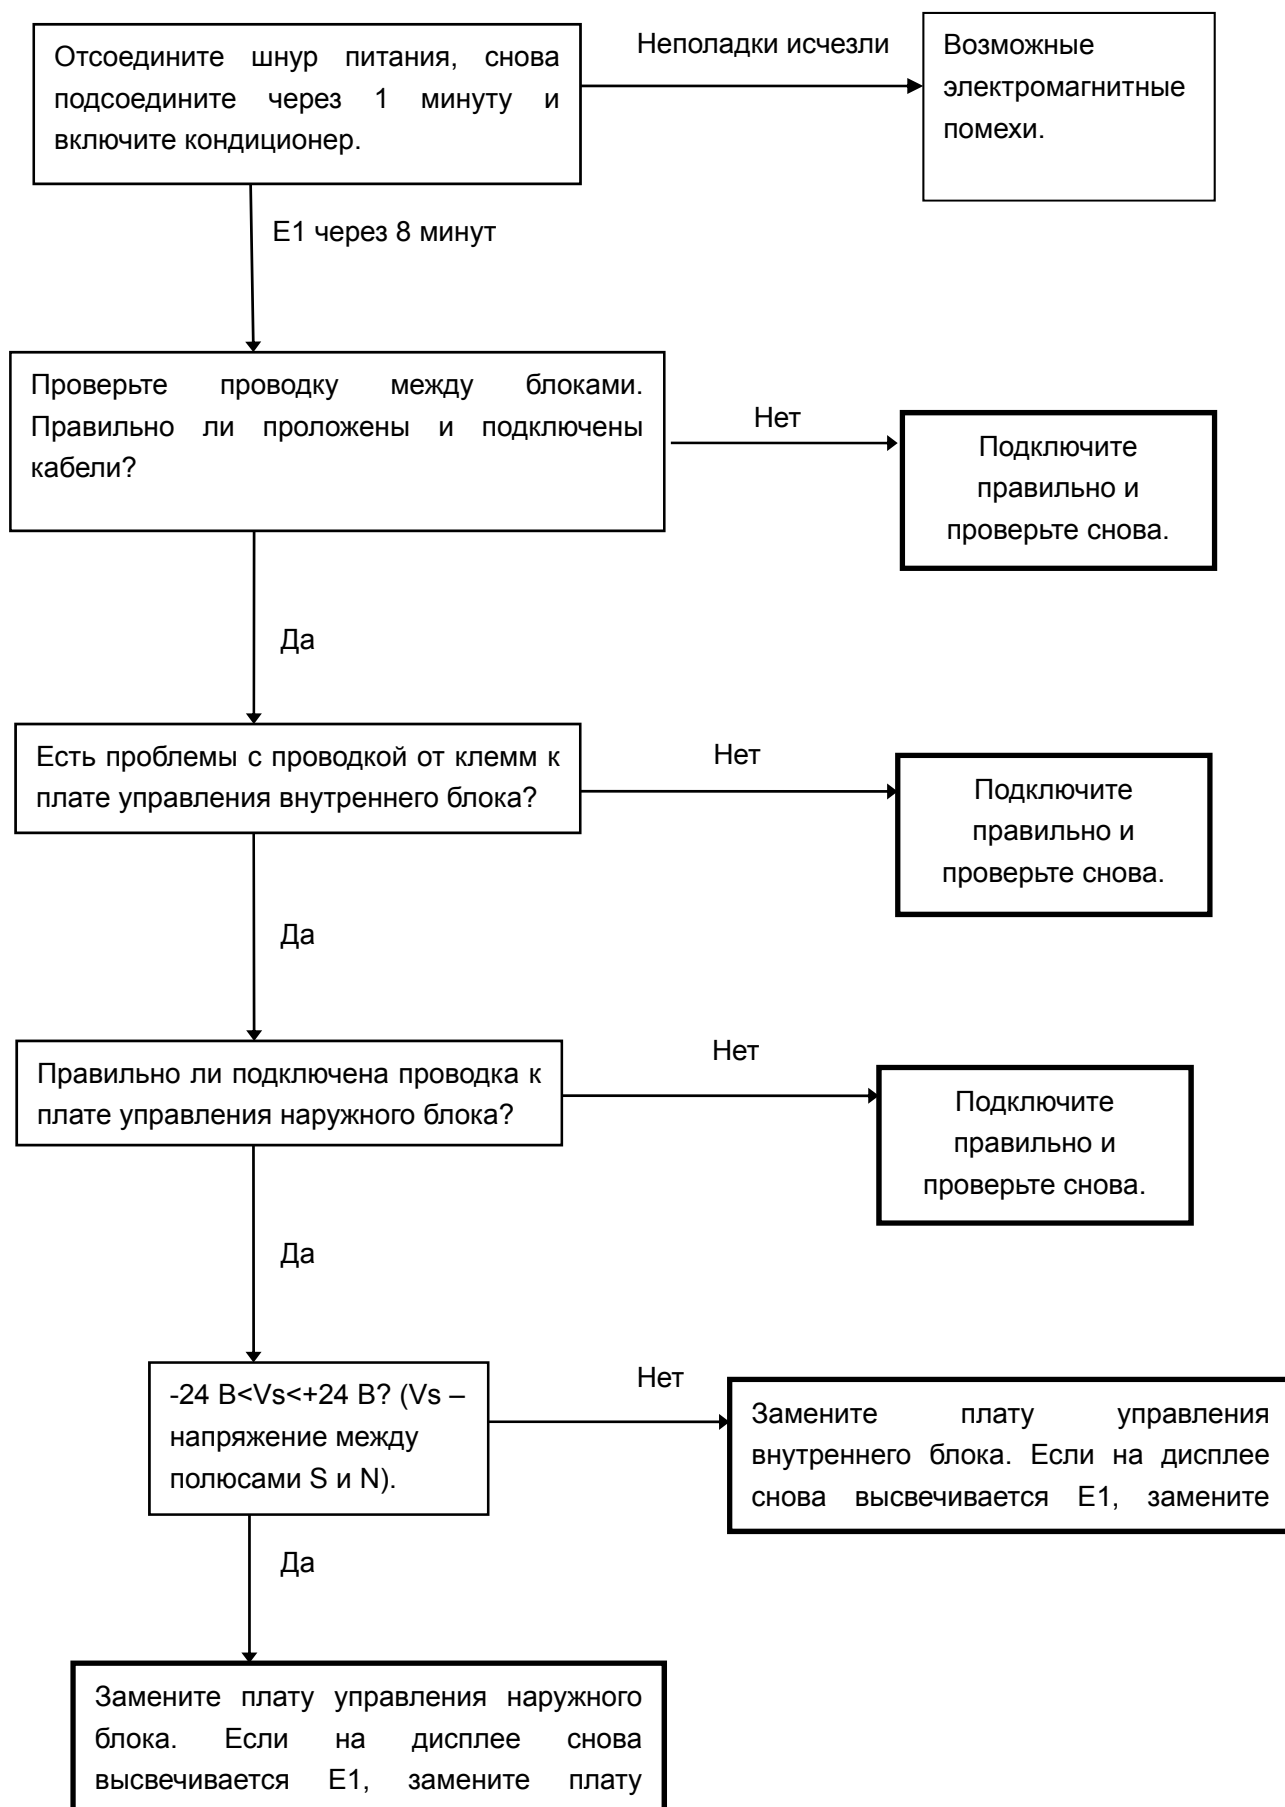 Отсоедините шнур питания, снова
подсоедините через 1 минуту и
включите кондиционер.
Неполадки исчезли
Возможные
электромагнитные
помехи.
E1 через 8 минут
Проверьте проводку между блоками.
Правильно ли проложены и подключены
кабели?
Нет
Подключите
правильно и
проверьте снова.
Да
Есть проблемы с проводкой от клемм к
плате управления внутреннего блока?
Нет
Подключите
правильно и
проверьте снова.
Да
Правильно ли подключена проводка к
плате управления наружного блока?
Нет
Подключите
правильно и
проверьте снова.
Да
-24 В<Vs<+24 В? (Vs –
напряжение между
полюсами S и N).
Нет
Замените плату управления
внутреннего блока. Если на дисплее
снова высвечивается E1, замените
Да
Замените плату управления наружного
блока. Если на дисплее снова
высвечивается E1, замените плату